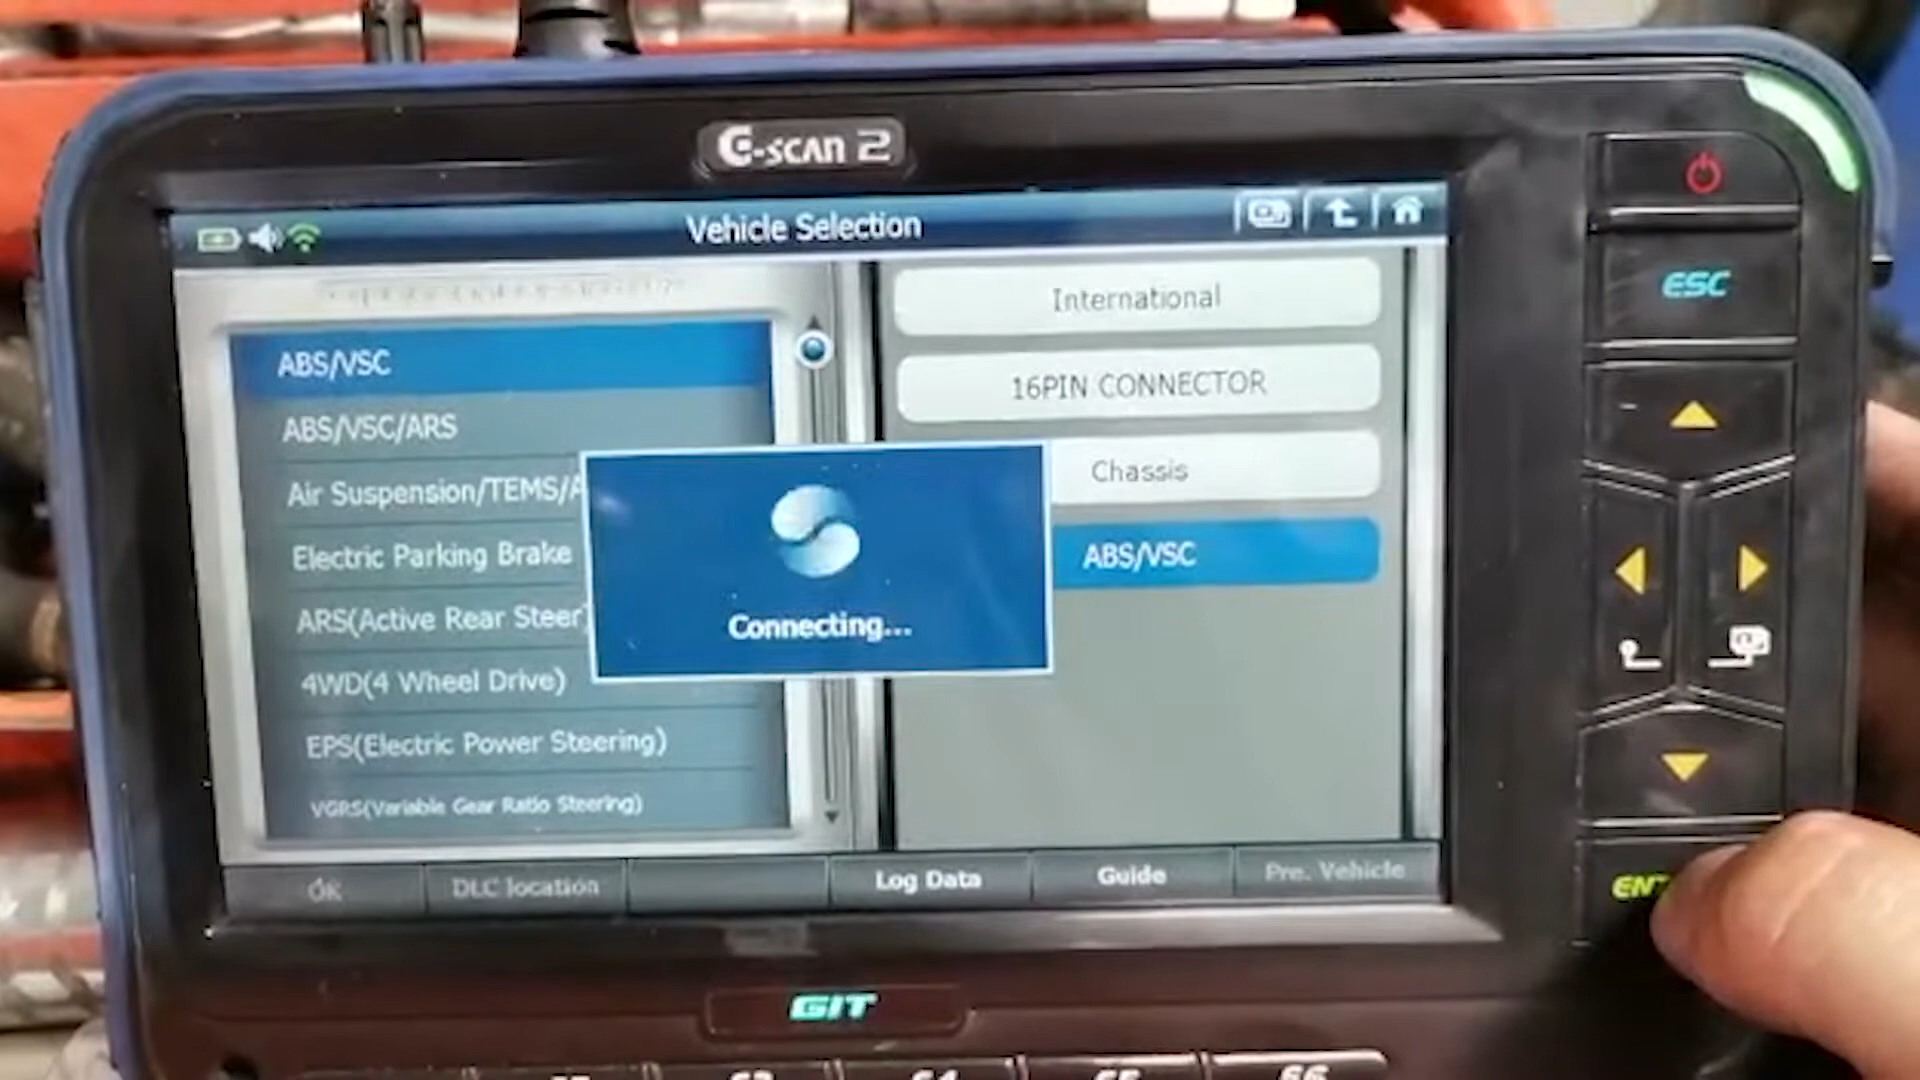 G-scan 2
Vehicle Selection
ABS/VSC
ABS/VSC/ARS
Air Suspension/TEMS/A
Electric Parking Brake
ARS(Active Rear Steer)
4WD(4 Wheel Drive)
EPS(Electric Power Steering)
VGRS(Variable Gear Ratio Steering)
International
16PIN CONNECTOR
Chassis
ABS/VSC
Connecting...
OK
DLC location
Log Data
Guide
Pre. Vehicle
ESC
ENT
GIT